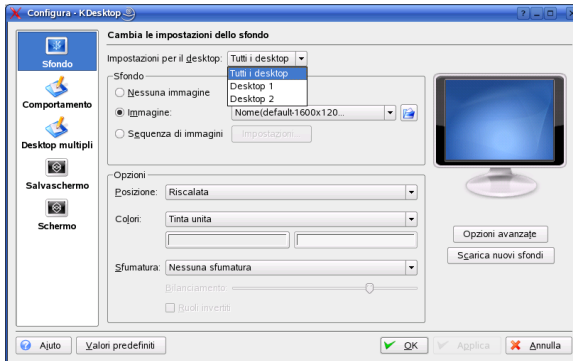 Configura - KDesktop
Cambia le impostazioni dello sfondo
Sfondo
Comportamento
Desktop multipli
Salvaschermo
Schermo
Impostazioni per il desktop: Tutti i desktop
Tutti i desktop
Desktop 1
Desktop 2
Sfondo
Nessuna immagine
Immagine: Nome(default-1600x120...
Sequenza di immagini Impostazioni...
Opzioni
Posizione: Riscalata
Colori: Tinta unita
Sfumatura: Nessuna sfumatura
Bilanciamento:
Ruoli invertiti
Opzioni avanzate
Scarica nuovi sfondi
Aiuto Valori predefiniti OK Applica Annulla